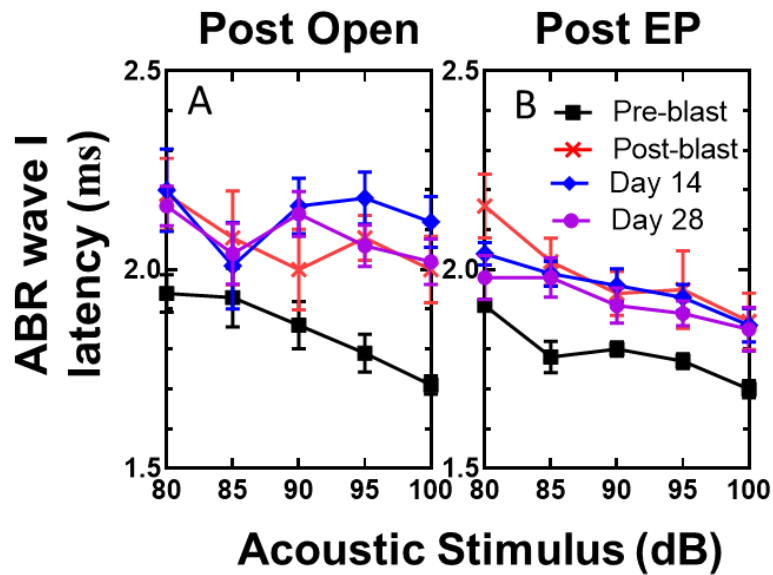 Post Open
Post EP
ABR wave I
latency (ms)
2.5
2.0
1.5
A
80 85 90 95 100
2.5
2.0
1.5
B
Pre-blast
Post-blast
Day 14
Day 28
80 85 90 95 100
Acoustic Stimulus (dB)